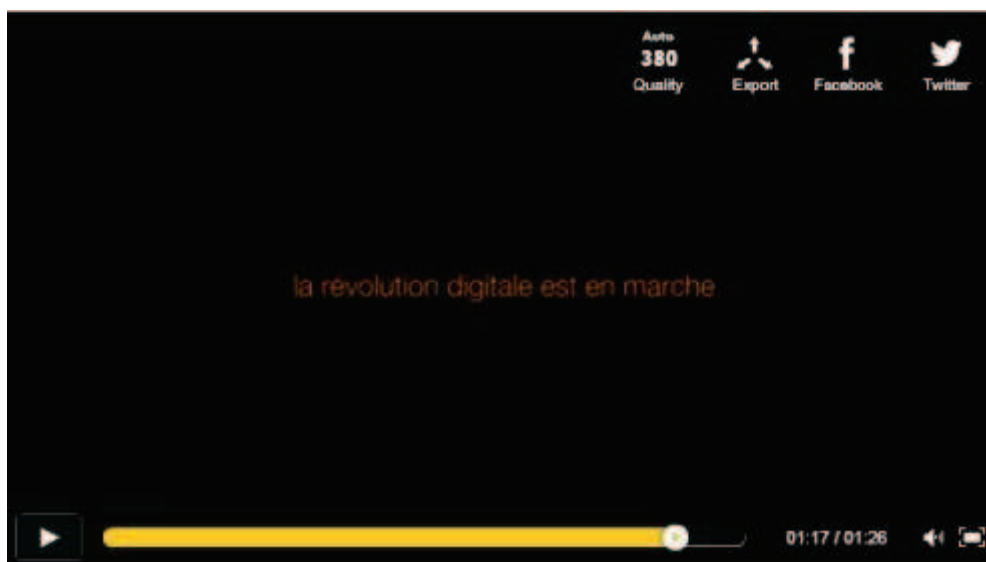 Auto
380
Quality
Export
Facebook
Twitter
la révolution digitale est en marche
01:17 / 01:26